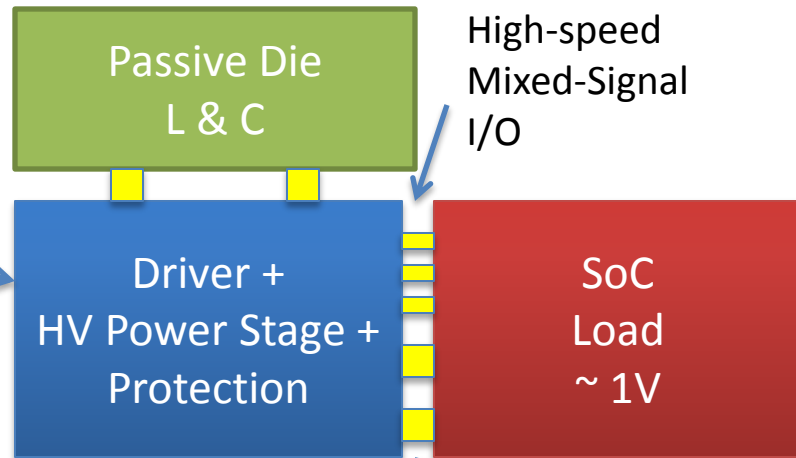 Passive Die
L & C
High-speed
Mixed-Signal
I/O
Driver +
HV Power Stage +
Protection
SoC
Load
~ 1V